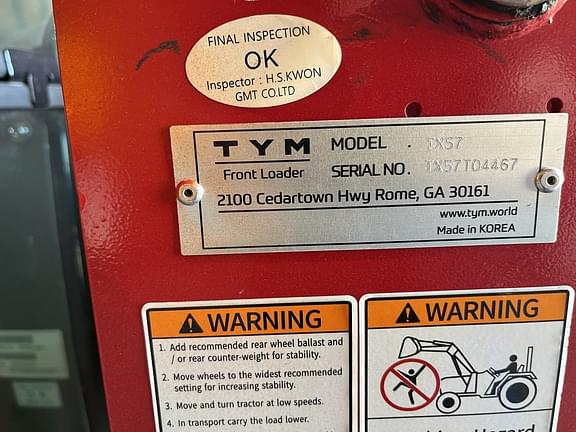 FINAL INSPECTION
OK
Inspector : H.S.KWON
GMT CO.LTD
TYM
Front Loader
MODEL . TX57
SERIAL NO. TX57T04467
2100 Cedartown Hwy Rome, GA 30161
www.tym.world
Made in KOREA
WARNING
1. Add recommended rear wheel ballast and
/ or rear counter-weight for stability.
2. Move wheels to the widest recommended
setting for increasing stability.
3. Move and turn tractor at low speeds.
4. In transport carry the load lower.
WARNING